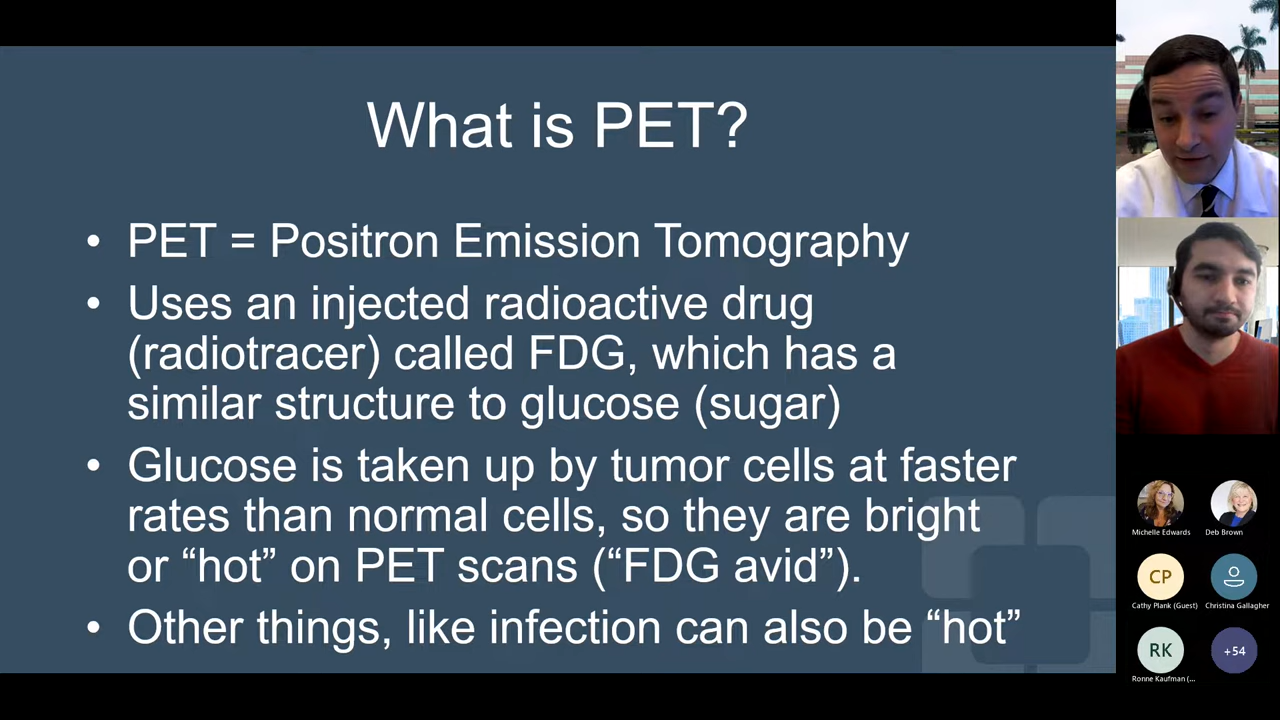 What is PET?
• PET = Positron Emission Tomography
• Uses an injected radioactive drug
(radiotracer) called FDG, which has a
similar structure to glucose (sugar)
• Glucose is taken up by tumor cells at faster
rates than normal cells, so they are bright
or “hot” on PET scans (“FDG avid”).
• Other things, like infection can also be “hot”
Michelle Edwards
Deb Brown
CP
Cathy Plank (Guest)
Christina Gallagher
RK
+54
Ronne Kaufman (...